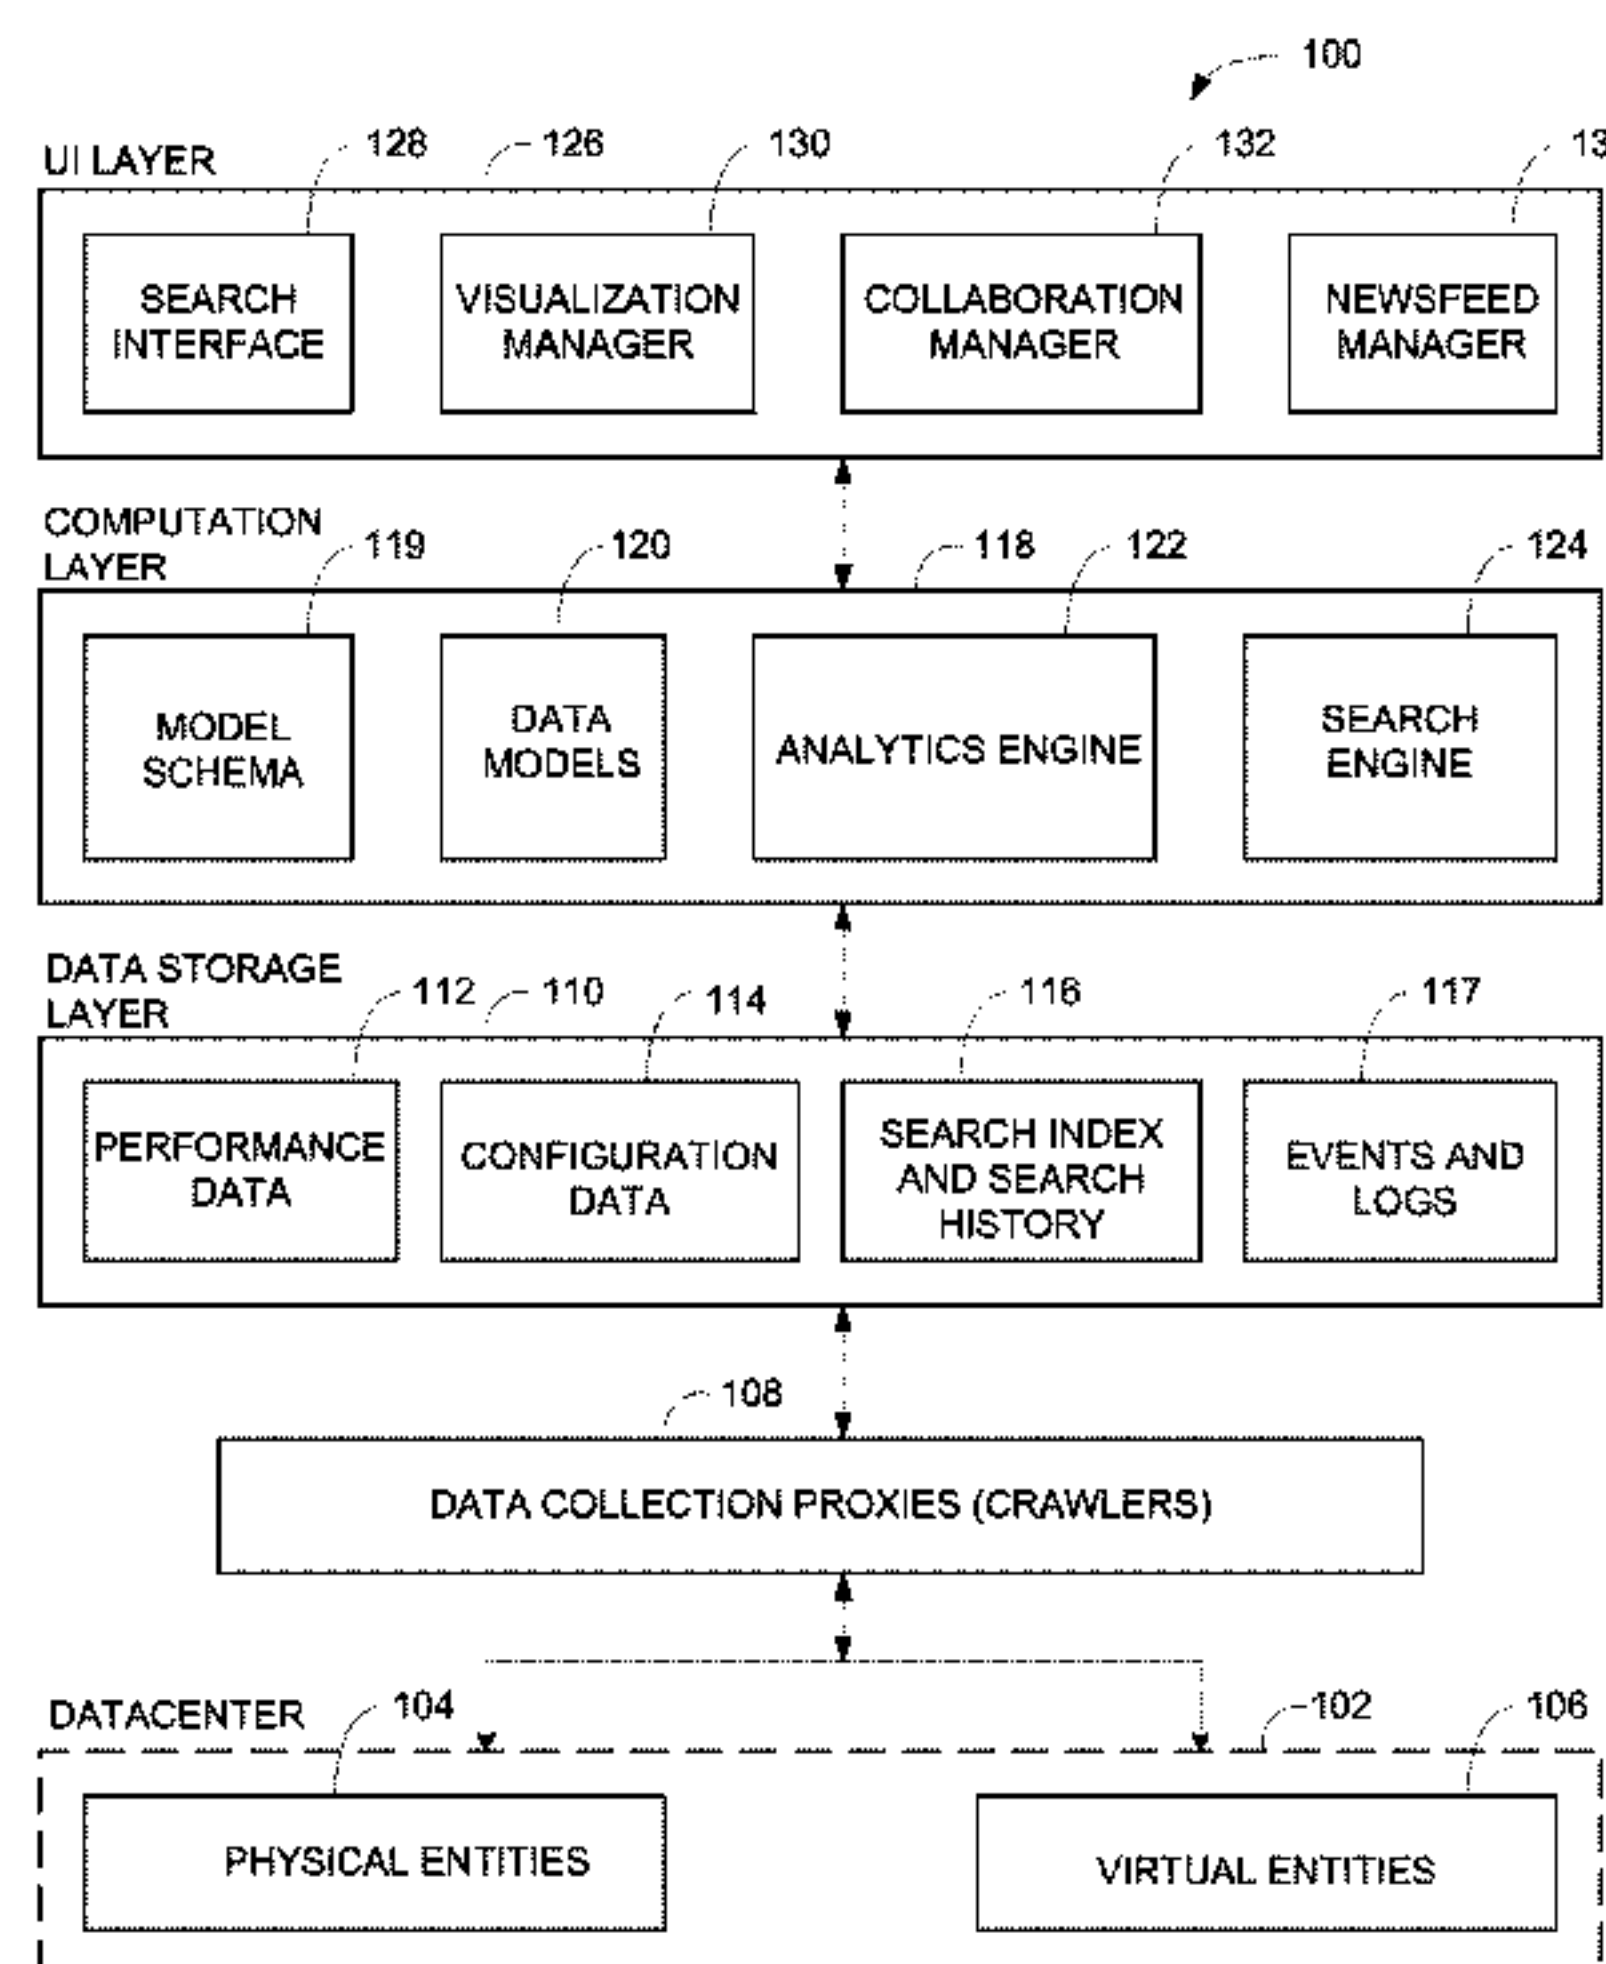 100
UI LAYER
128
126
130
132
SEARCH
INTERFACE
VISUALIZATION
MANAGER
COLLABORATION
MANAGER
NEWSFEED
MANAGER
COMPUTATION
LAYER
119
120
118
122
124
MODEL
SCHEMA
DATA
MODELS
ANALYTICS ENGINE
SEARCH
ENGINE
DATA STORAGE
LAYER
112
110
114
116
117
PERFORMANCE
DATA
CONFIGURATION
DATA
SEARCH INDEX
AND SEARCH
HISTORY
EVENTS AND
LOGS
108
DATA COLLECTION PROXIES (CRAWLERS)
DATACENTER
104
102
106
PHYSICAL ENTITIES
VIRTUAL ENTITIES